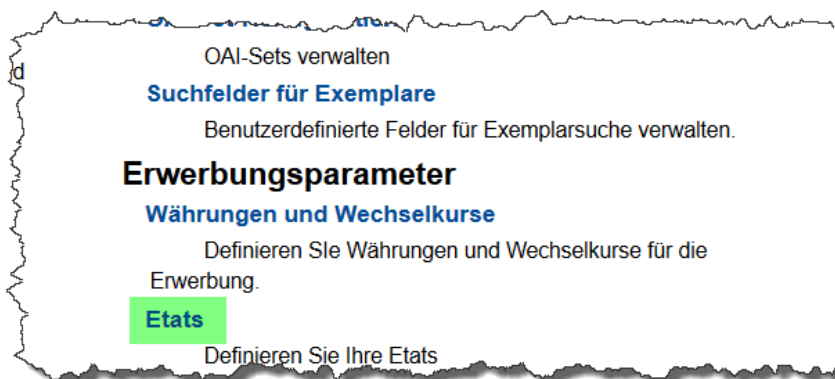 d
OAI-Sets verwalten
Suchfelder für Exemplare
Benutzerdefinierte Felder für Exemplarsuche verwalten.
Erwerbungsparameter
Währungen und Wechselkurse
Definieren SIe Währungen und Wechselkurse für die
Erwerbung.
Etats
Definieren Sie Ihre Etats